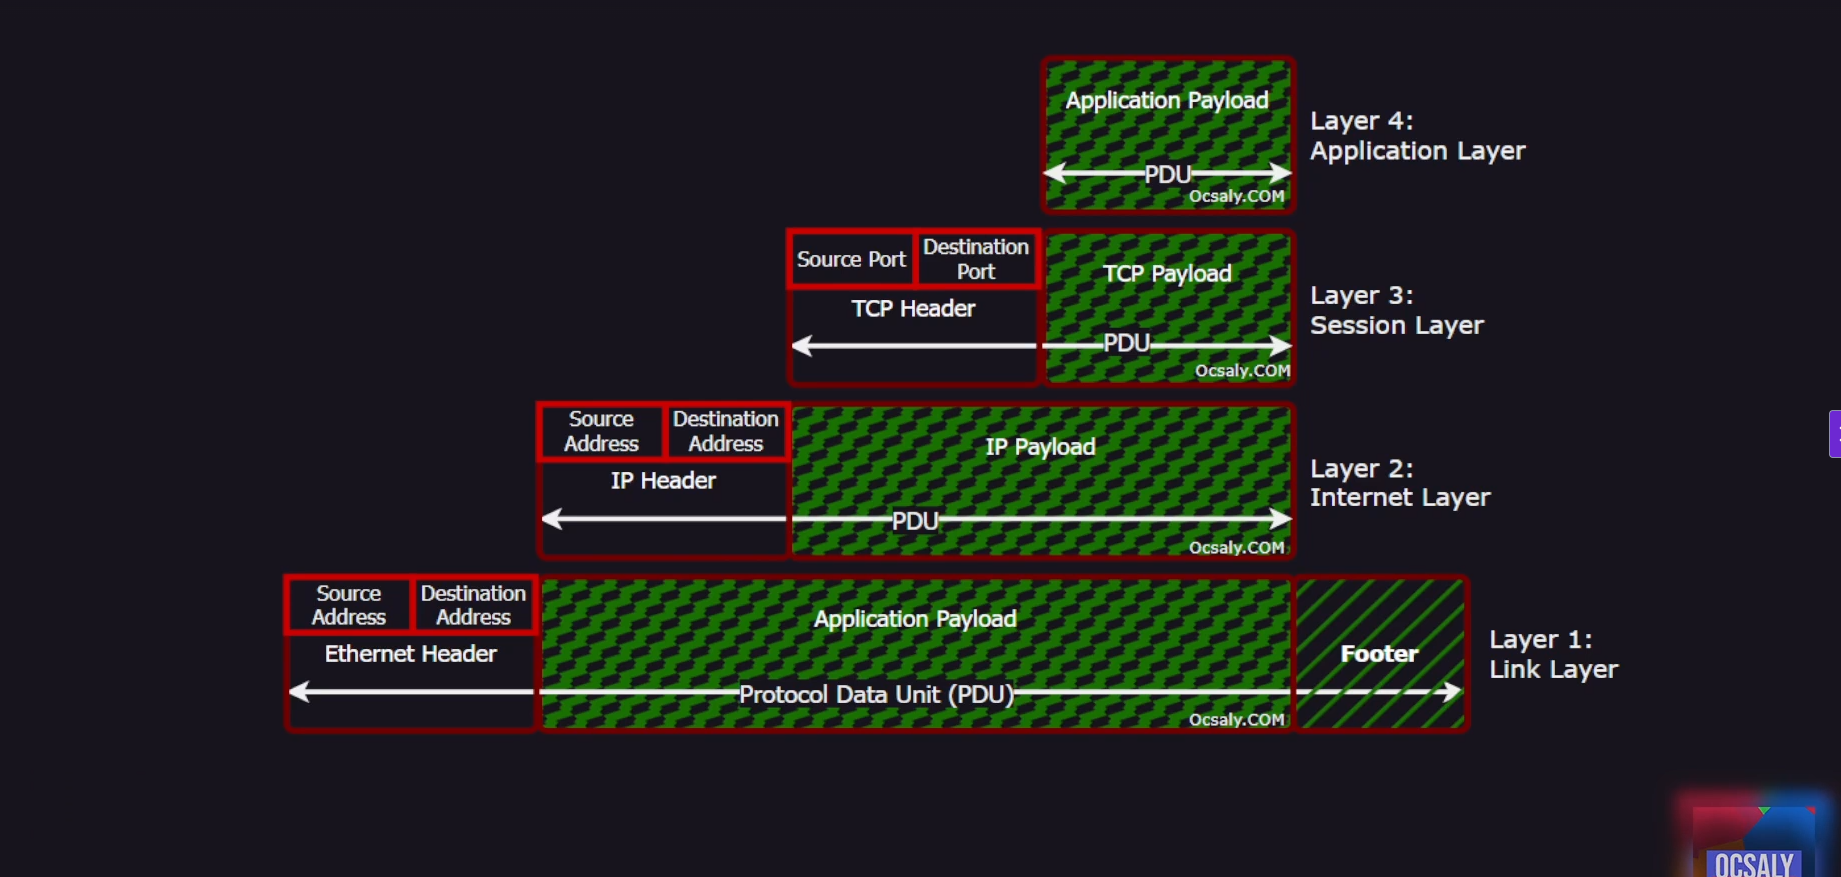 Application Payload
PDU
Ocsaly.COM
Layer 4:
Application Layer
Source Port
Destination
Port
TCP Header
TCP Payload
PDU
Ocsaly.COM
Layer 3:
Session Layer
Source
Address
Destination
Address
IP Header
IP Payload
PDU
Ocsaly.COM
Layer 2:
Internet Layer
Source
Address
Destination
Address
Ethernet Header
Application Payload
Protocol Data Unit (PDU)
Ocsaly.COM
Footer
Layer 1:
Link Layer
OCSALY